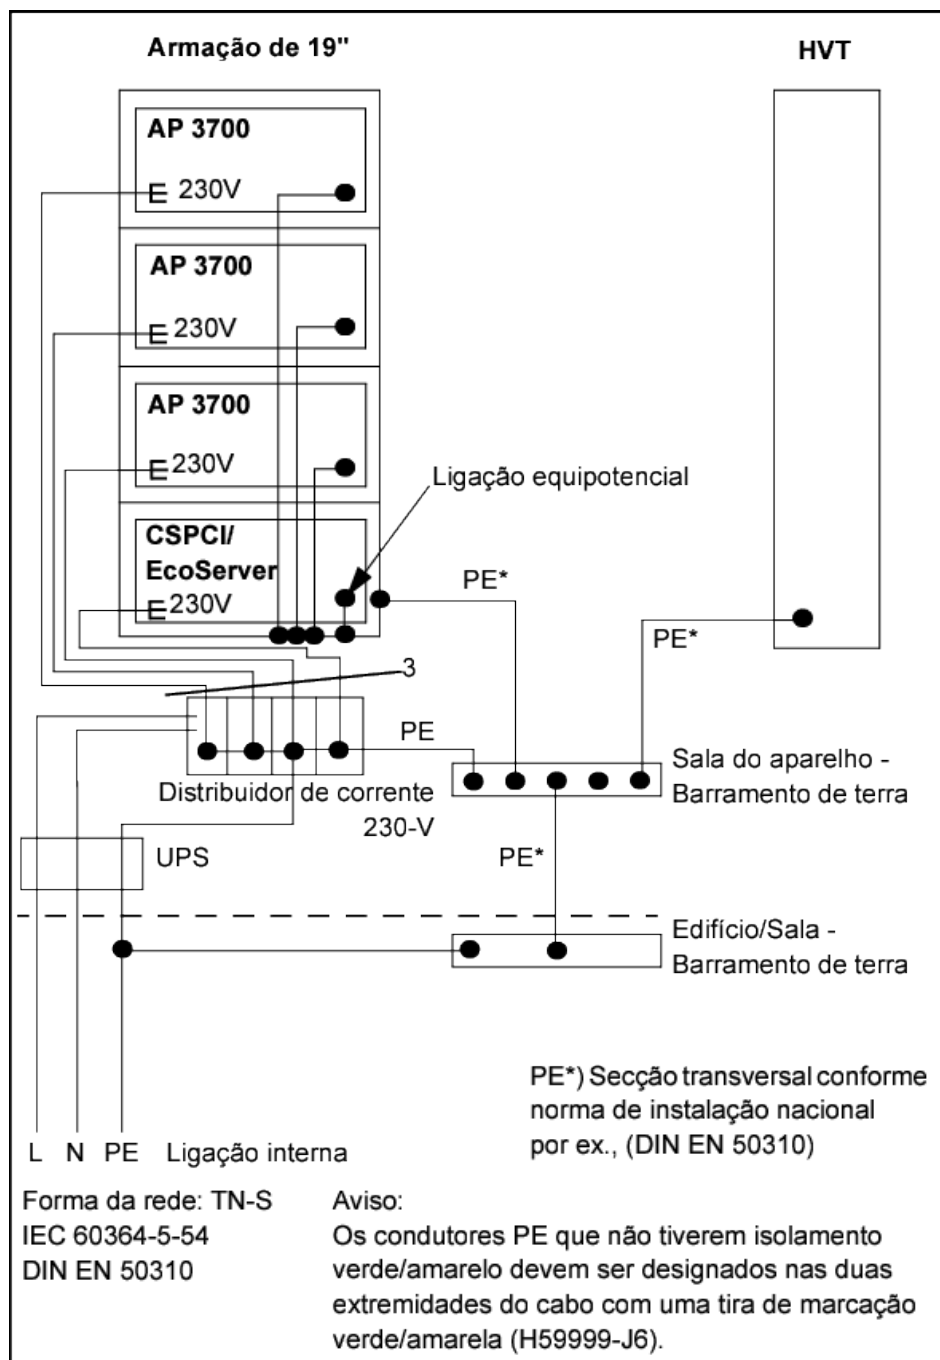 Armação de 19"
HVT
AP 3700
230V
AP 3700
230V
AP 3700
230V
Ligação equipotencial
CSPCI/
EcoServer
230V
PE*
PE*
3
PE
Sala do aparelho -
Barramento de terra
Distribuidor de corrente
230-V
UPS
PE*
Edifício/Sala -
Barramento de terra
PE*) Secção transversal conforme
norma de instalação nacional
por ex., (DIN EN 50310)
L N PE Ligação interna
Forma da rede: TN-S
IEC 60364-5-54
DIN EN 50310
Aviso:
Os condutores PE que não tiverem isolamento
verde/amarelo devem ser designados nas duas
extremidades do cabo com uma tira de marcação
verde/amarela (H59999-J6).